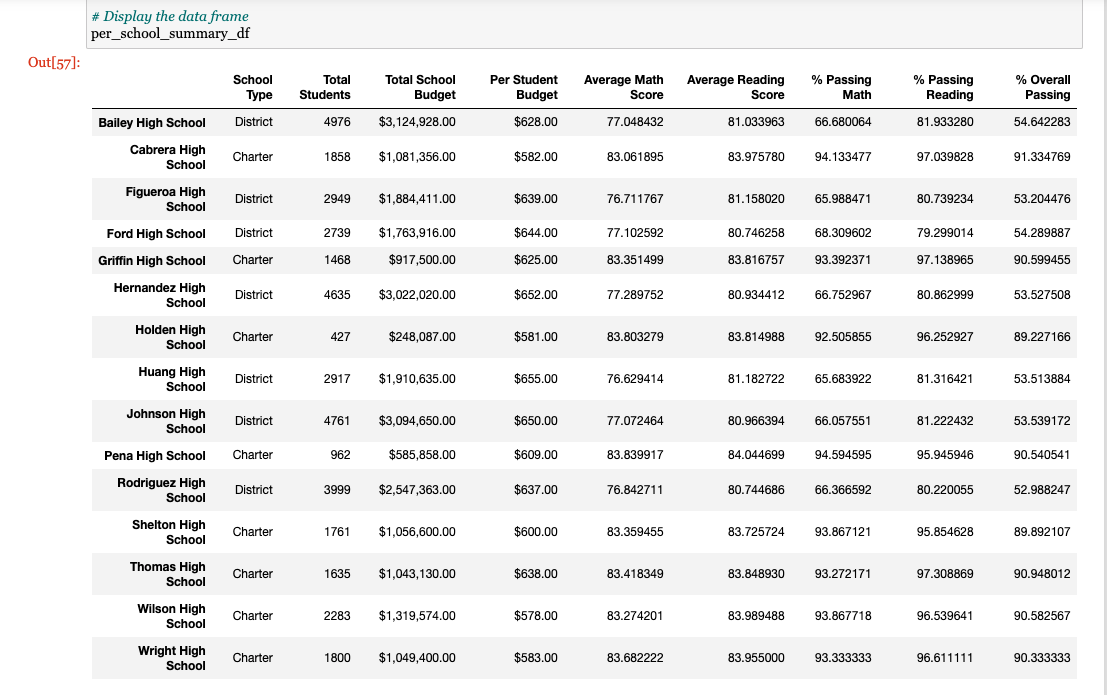 # Display the data frame
per_school_summary_df
Out[57]:
School Type Total Students Total School Budget Per Student Budget Average Math Score Average Reading Score % Passing Math % Passing Reading % Overall Passing
Bailey High School District 4976 $3,124,928.00 $628.00 77.048432 81.033963 66.680064 81.933280 54.642283
Cabrera High School Charter 1858 $1,081,356.00 $582.00 83.061895 83.975780 94.133477 97.039828 91.334769
Figueroa High School District 2949 $1,884,411.00 $639.00 76.711767 81.158020 65.988471 80.739234 53.204476
Ford High School District 2739 $1,763,916.00 $644.00 77.102592 80.746258 68.309602 79.299014 54.289887
Griffin High School Charter 1468 $917,500.00 $625.00 83.351499 83.816757 93.392371 97.138965 90.599455
Hernandez High School District 4635 $3,022,020.00 $652.00 77.289752 80.934412 66.752967 80.862999 53.527508
Holden High School Charter 427 $248,087.00 $581.00 83.803279 83.814988 92.505855 96.252927 89.227166
Huang High School District 2917 $1,910,635.00 $655.00 76.629414 81.182722 65.683922 81.316421 53.513884
Johnson High School District 4761 $3,094,650.00 $650.00 77.072464 80.966394 66.057551 81.222432 53.539172
Pena High School Charter 962 $585,858.00 $609.00 83.839917 84.044699 94.594595 95.945946 90.540541
Rodriguez High School District 3999 $2,547,363.00 $637.00 76.842711 80.744686 66.366592 80.220055 52.988247
Shelton High School Charter 1761 $1,056,600.00 $600.00 83.359455 83.725724 93.867121 95.854628 89.892107
Thomas High School Charter 1635 $1,043,130.00 $638.00 83.418349 83.848930 93.272171 97.308869 90.948012
Wilson High School Charter 2283 $1,319,574.00 $578.00 83.274201 83.989488 93.867718 96.539641 90.582567
Wright High School Charter 1800 $1,049,400.00 $583.00 83.682222 83.955000 93.333333 96.611111 90.333333